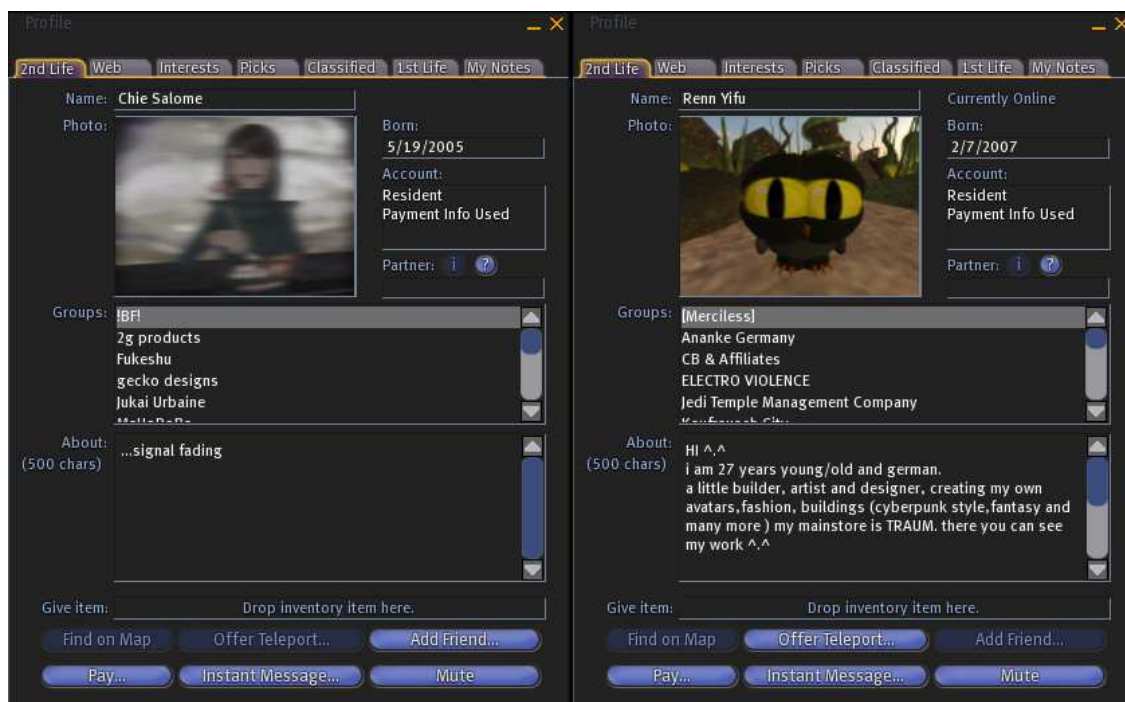 Profile
2nd Life Web Interests Picks Classified 1st Life My Notes
Name: Chie Salome
Photo:
Born:
5/19/2005
Account:
Resident
Payment Info Used
Partner: i ?
Groups: !BF!
2g products
Fukeshu
gecko designs
Jukai Urbaine
About:
(500 chars)
...signal fading
Give item: Drop inventory item here.
Find on Map Offer Teleport... Add Friend...
Pay... Instant Message... Mute
Profile
2nd Life Web Interests Picks Classified 1st Life My Notes
Name: Renn Yifu
Currently Online
Photo:
Born:
2/7/2007
Account:
Resident
Payment Info Used
Partner: i ?
Groups: [Merciless]
Ananke Germany
CB & Affiliates
ELECTRO VIOLENCE
Jedi Temple Management Company
About:
(500 chars)
HI ^.^
i am 27 years young/old and german.
a little builder, artist and designer, creating my own
avatars,fashion, buildings (cyberpunk style,fantasy and
many more ) my mainstore is TRAUM. there you can see
my work ^.^
Give item: Drop inventory item here.
Find on Map Offer Teleport... Add Friend...
Pay... Instant Message... Mute